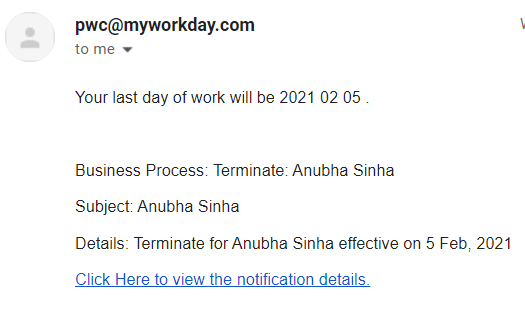 pwc@myworkday.com
to me
Your last day of work will be 2021 02 05 .
Business Process: Terminate: Anubha Sinha
Subject: Anubha Sinha
Details: Terminate for Anubha Sinha effective on 5 Feb, 2021
Click Here to view the notification details.